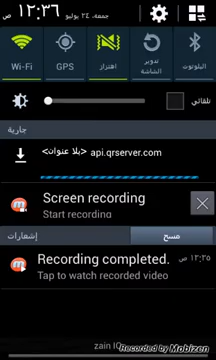 ١٢:٣٦ ص جمعة، ٢٤ يوليو
Wi-Fi
GPS
اهتزاز
تدوير الشاشة
البلوتوث
تلقائي
جارية
<بلا عنوان> api.qrserver.com
Screen recording
Start recording
إشعارات
مسح
Recording completed.
١٢:٣٥ ص
Tap to watch recorded video
zain IQ
Recorded by Mobizen